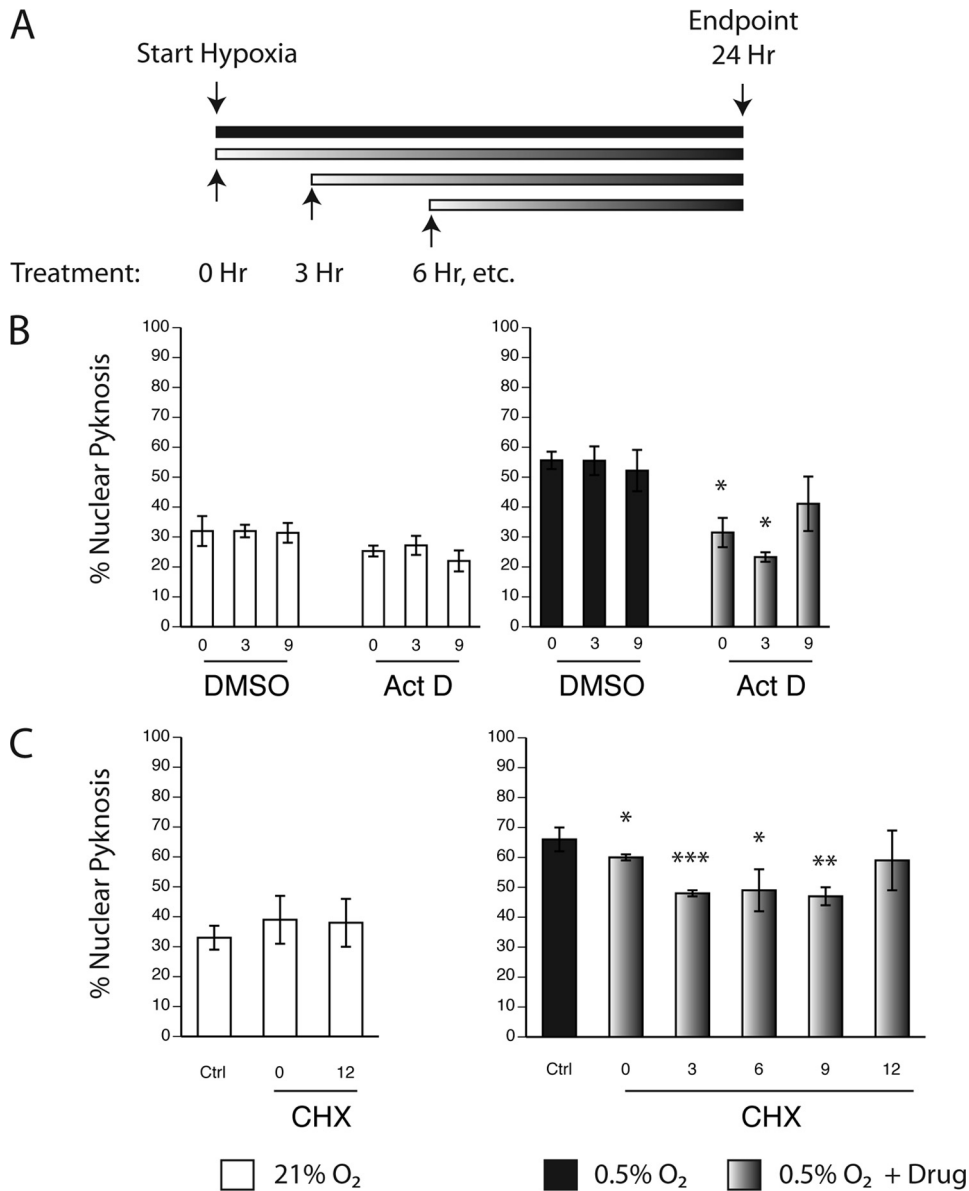 A
Start Hypoxia
Endpoint
24 Hr
Treatment: 0 Hr 3 Hr 6 Hr, etc.
B
% Nuclear Pyknosis
100
90
80
70
60
50
40
30
20
10
0
0 3 9 0 3 9
DMSO Act D
100
90
80
70
60
50
40
30
20
10
0
* *
0 3 9 0 3 9
DMSO Act D
C
% Nuclear Pyknosis
100
90
80
70
60
50
40
30
20
10
0
Ctrl 0 12
CHX
100
90
80
70
60
50
40
30
20
10
0
* *** * **
Ctrl 0 3 6 9 12
CHX
21% O₂ 0.5% O₂ 0.5% O₂ + Drug